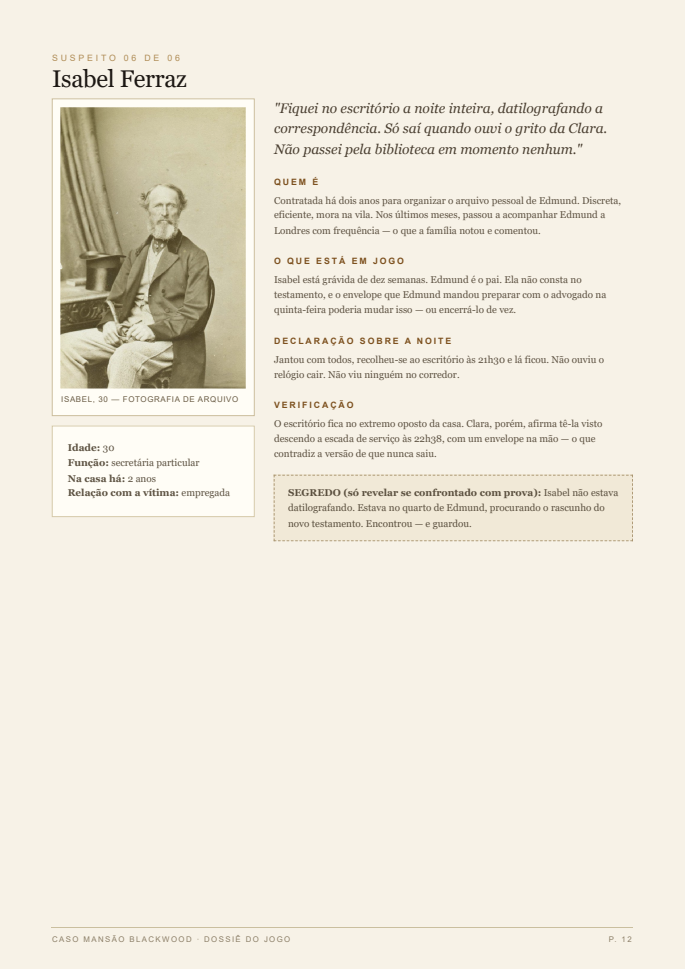 SUSPEITO 06 DE 06
Isabel Ferraz
"Fiquei no escritório a noite inteira, datilografando a
correspondência. Só saí quando ouvi o grito da Clara.
Não passei pela biblioteca em momento nenhum."
QUEM É
Contratada há dois anos para organizar o arquivo pessoal de Edmund. Discreta,
eficiente, mora na vila. Nos últimos meses, passou a acompanhar Edmund a
Londres com frequência — o que a família notou e comentou.
O QUE ESTÁ EM JOGO
Isabel está grávida de dez semanas. Edmund é o pai. Ela não consta no
testamento, e o envelope que Edmund mandou preparar com o advogado na
quinta-feira poderia mudar isso — ou encerrá-lo de vez.
DECLARAÇÃO SOBRE A NOITE
Jantou com todos, recolheu-se ao escritório às 21h30 e lá ficou. Não ouviu o
relógio cair. Não viu ninguém no corredor.
VERIFICAÇÃO
O escritório fica no extremo oposto da casa. Clara, porém, afirma tê-la visto
descendo a escada de serviço às 22h38, com um envelope na mão — o que
contradiz a versão de que nunca saiu.
SEGREDO (só revelar se confrontado com prova): Isabel não estava
datilografando. Estava no quarto de Edmund, procurando o rascunho do
novo testamento. Encontrou — e guardou.
ISABEL, 30 — FOTOGRAFIA DE ARQUIVO
Idade: 30
Função: secretária particular
Na casa há: 2 anos
Relação com a vítima: empregada
CASO MANSÃO BLACKWOOD · DOSSIÊ DO JOGO
P. 12